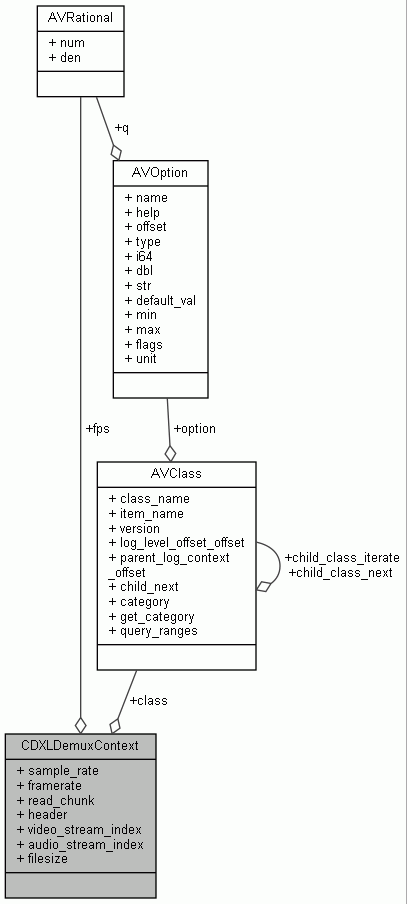 AVRational
+ num
+ den
+q
AVOption
+ name
+ help
+ offset
+ type
+ i64
+ dbl
+ str
+ default_val
+ min
+ max
+ flags
+ unit
+fps
+option
AVClass
+ class_name
+ item_name
+ version
+ log_level_offset_offset
+ parent_log_context
_offset
+ child_next
+ category
+ get_category
+ query_ranges
+child_class_iterate
+child_class_next
+class
CDXLDemuxContext
+ sample_rate
+ framerate
+ read_chunk
+ header
+ video_stream_index
+ audio_stream_index
+ filesize